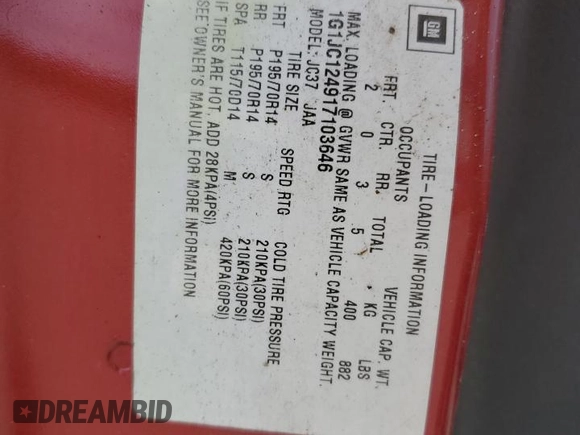 GM
TIRE-LOADING INFORMATION
OCCUPANTS VEHICLE CAP. WT.
FRT. CTR. RR. TOTAL KG LBS
2 0 3 5 400 882
MAX. LOADING @ GVWR SAME AS VEHICLE CAPACITY WEIGHT.
1G1JC124917103646
MODEL: JC37 JAA
TIRE SIZE SPEED RTG COLD TIRE PRESSURE
FRT P195/70R14 S 210KPA(30PSI)
RR P195/70R14 S 210KPA(30PSI)
SPA T115/70D14 M 420KPA(60PSI)
IF TIRES ARE HOT, ADD 28KPA(4PSI)
SEE OWNER'S MANUAL FOR MORE INFORMATION
DREAMBID